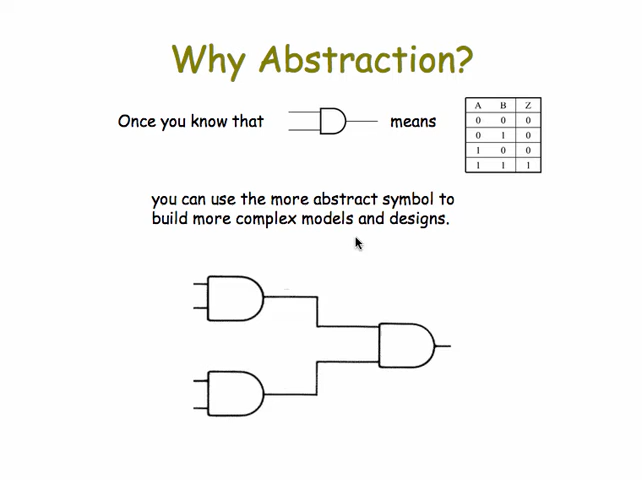 Why Abstraction?
Once you know that means
A B Z
0 0 0
0 1 0
1 0 0
1 1 1
you can use the more abstract symbol to
build more complex models and designs.